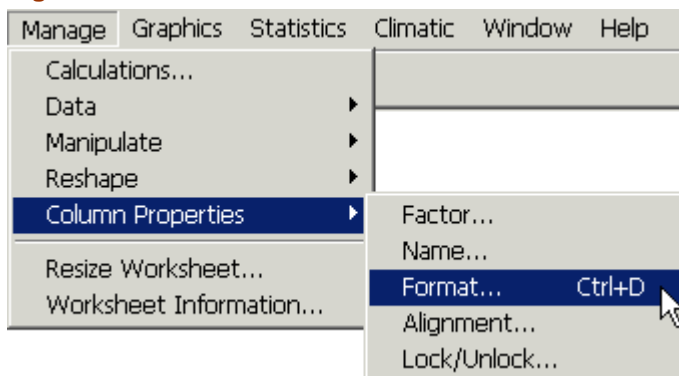 Manage Graphics Statistics Climatic Window Help
Calculations...
Data
Manipulate
Reshape
Column Properties
Resize Worksheet...
Worksheet Information...
Factor...
Name...
Format... Ctrl+D
Alignment...
Lock/Unlock...